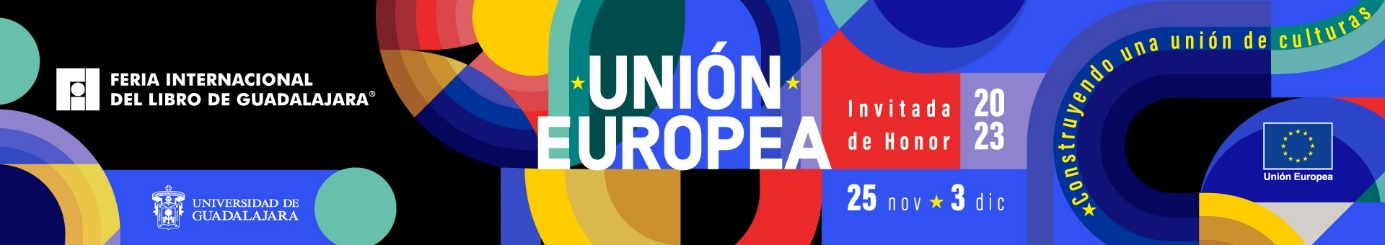 FERIA INTERNACIONAL
DEL LIBRO DE GUADALAJARA®
UNIVERSIDAD DE
GUADALAJARA
UNIÓN
EUROPEA
Invitada
de Honor
20
23
25 nov ★ 3 dic
★Construyendo una unión de culturas
Unión Europea